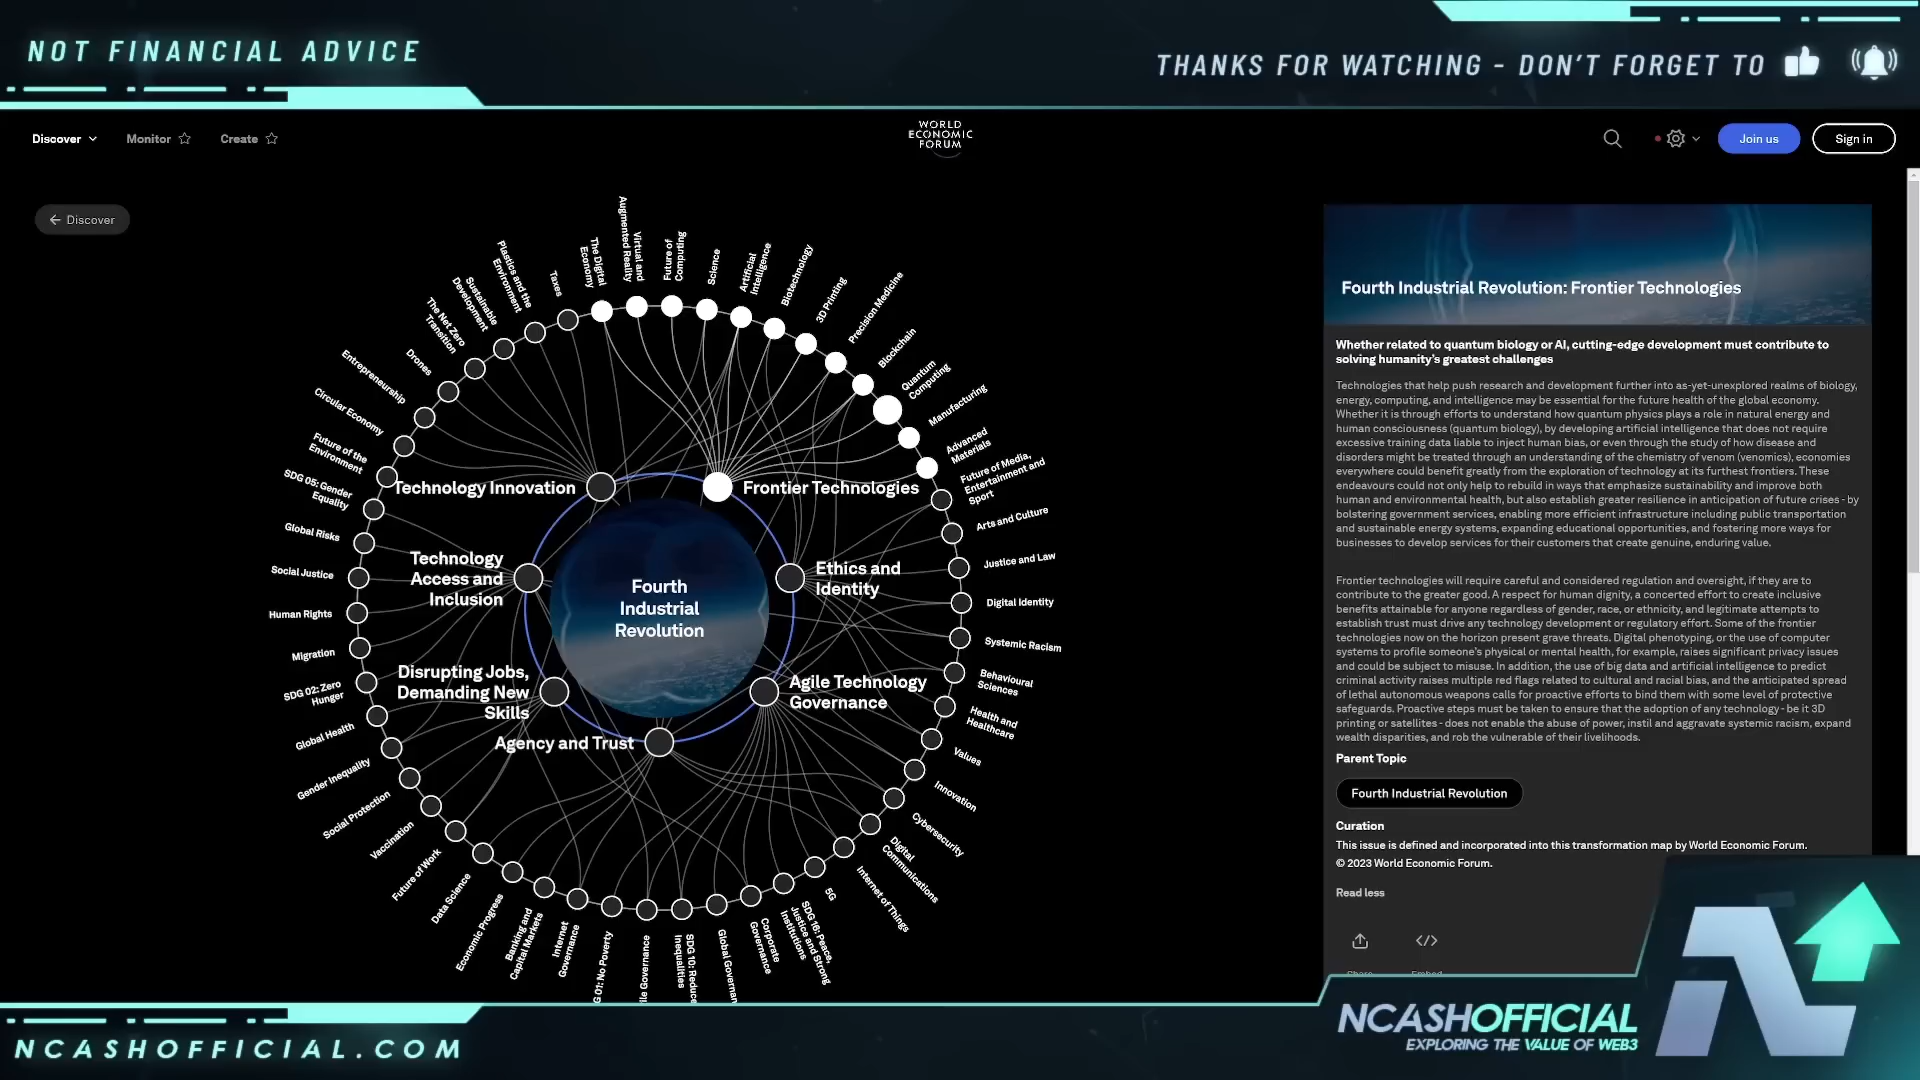 NOT FINANCIAL ADVICE
THANKS FOR WATCHING - DON'T FORGET TO
Discover
Monitor
Create
WORLD
ECONOMIC
FORUM
Join us
Sign in
Discover
The Digital
Economy
Virtual and
Augmented Reality
Future of
Computing
Science
Artificial
Intelligence
Biotechnology
3D Printing
Precision Medicine
Blockchain
Quantum
Computing
Manufacturing
Advanced
Materials
Future of Media,
Entertainment and
Sport
Arts and Culture
Justice and Law
Digital Identity
Systemic Racism
Behavioural
Sciences
Health and
Healthcare
Values
Innovation
Cybersecurity
Digital
Communications
Internet of Things
5G
SDG 16: Peace,
Justice and Strong
Institutions
Corporate
Governance
Global Governan
SDG 10: Reduce
Inequalities
ile Governance
G 01: No Poverty
Internet
Governance
Banking and
Capital Markets
Economic Progress
Data Science
Future of Work
Vaccination
Social Protection
Gender Inequality
Global Health
SDG 02: Zero
Hunger
Migration
Human Rights
Social Justice
Global Risks
SDG 05: Gender
Equality
Future of the
Environment
Circular Economy
Entrepreneurship
Drones
The Net Zero
Transition
Sustainable
Development
Plastics and the
Environment
Taxes
Technology Innovation
Frontier Technologies
Technology
Access and
Inclusion
Ethics and
Identity
Fourth
Industrial
Revolution
Disrupting Jobs,
Demanding New
Skills
Agile Technology
Governance
Agency and Trust
Fourth Industrial Revolution: Frontier Technologies
Whether related to quantum biology or AI, cutting-edge development must contribute to
solving humanity's greatest challenges
Technologies that help push research and development further into as-yet-unexplored realms of biology,
energy, computing, and intelligence may be essential for the future health of the global economy.
Whether it is through efforts to understand how quantum physics plays a role in natural energy and
human consciousness (quantum biology), by developing artificial intelligence that does not require
excessive training data liable to inject human bias, or even through the study of how disease and
disorders might be treated through an understanding of the chemistry of venom (venomics), economies
everywhere could benefit greatly from the exploration of technology at its furthest frontiers. These
endeavours could not only help to rebuild in ways that emphasize sustainability and improve both
human and environmental health, but also establish greater resilience in anticipation of future crises - by
bolstering government services, enabling more efficient infrastructure including public transportation
and sustainable energy systems, expanding educational opportunities, and fostering more ways for
businesses to develop services for their customers that create genuine, enduring value.
Frontier technologies will require careful and considered regulation and oversight, if they are to
contribute to the greater good. A respect for human dignity, a concerted effort to create inclusive
benefits attainable for anyone regardless of gender, race, or ethnicity, and legitimate attempts to
establish trust must drive any technology development or regulatory effort. Some of the frontier
technologies now on the horizon present grave threats. Digital phenotyping, or the use of computer
systems to profile someone's physical or mental health, for example, raises significant privacy issues
and could be subject to misuse. In addition, the use of big data and artificial intelligence to predict
criminal activity raises multiple red flags related to cultural and racial bias, and the anticipated spread
of lethal autonomous weapons calls for proactive efforts to bind them with some level of protective
safeguards. Proactive steps must be taken to ensure that the adoption of any technology - be it 3D
printing or satellites - does not enable the abuse of power, instil and aggravate systemic racism, expand
wealth disparities, and rob the vulnerable of their livelihoods.
Parent Topic
Fourth Industrial Revolution
Curation
This issue is defined and incorporated into this transformation map by World Economic Forum.
© 2023 World Economic Forum.
Read less
Share
Embed
NCASHOFFICIAL
EXPLORING THE VALUE OF WEB3
NCASHOFFICIAL.COM